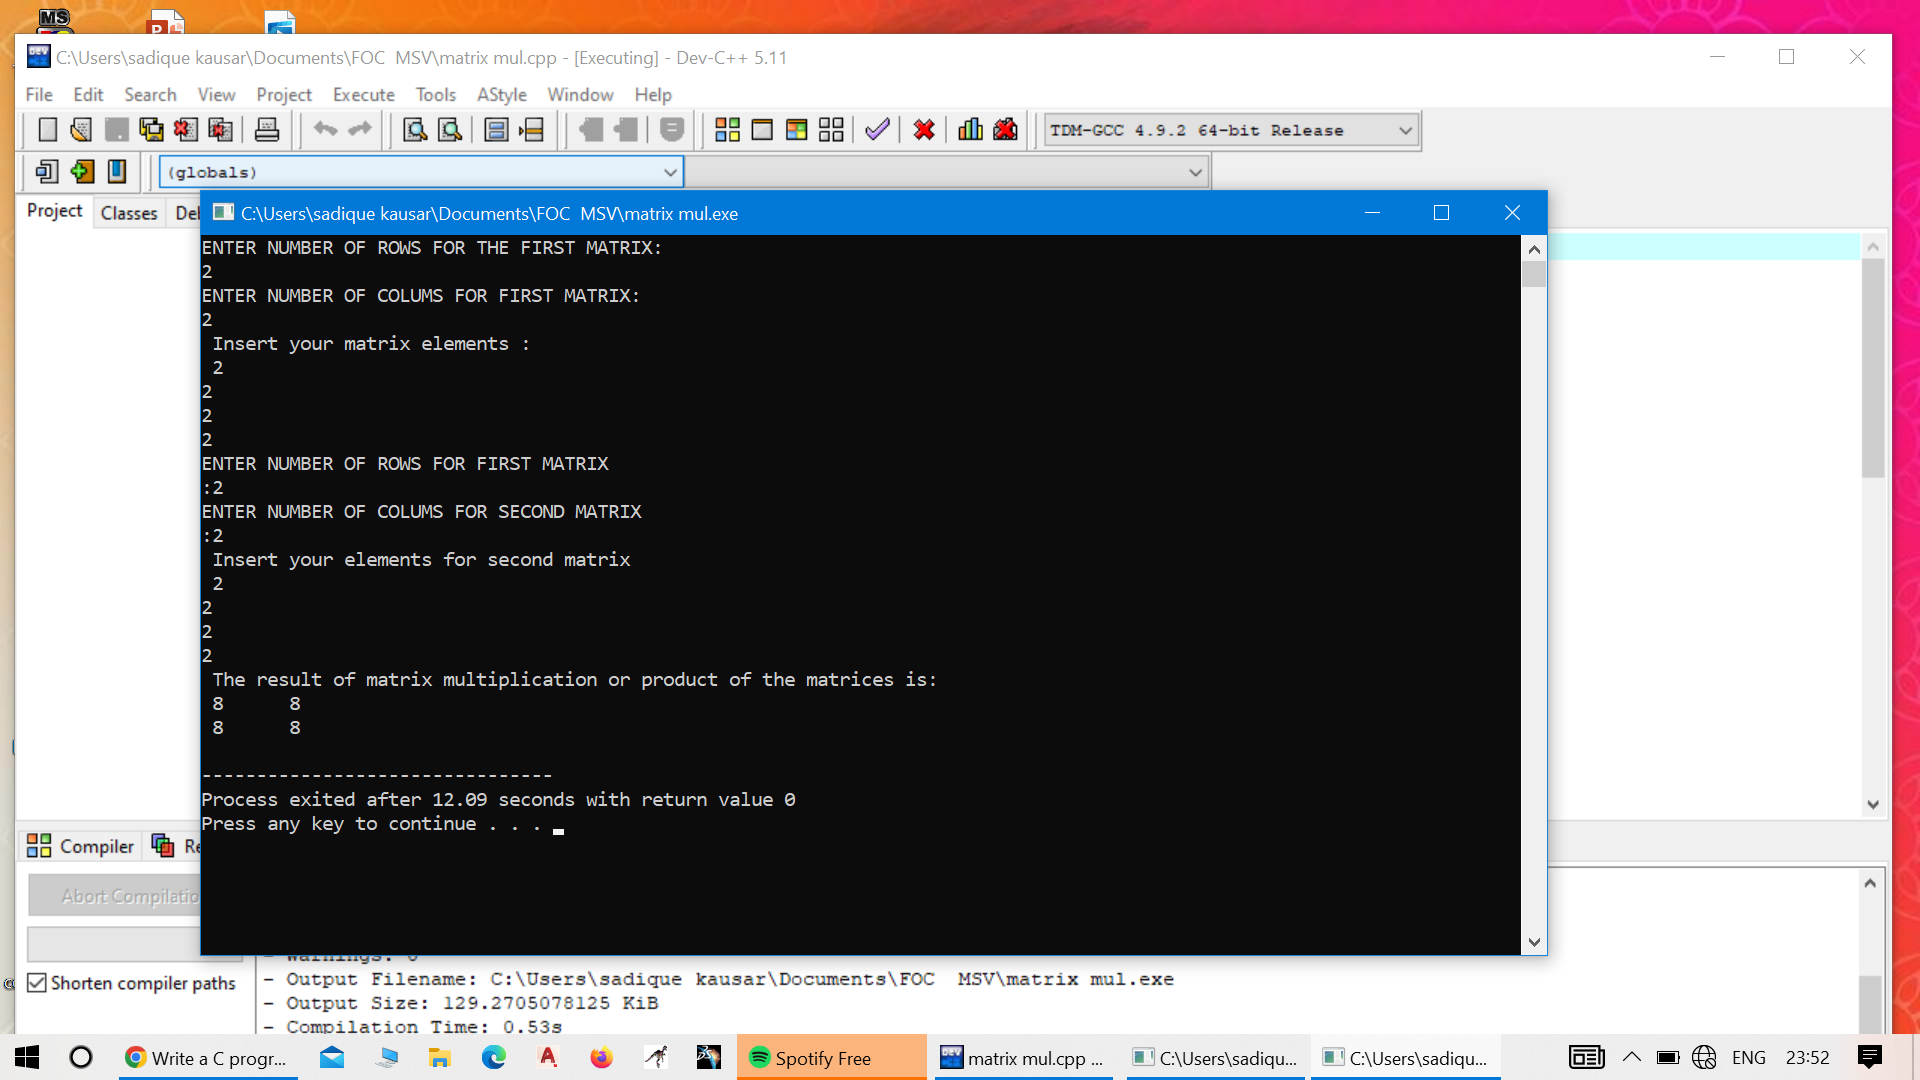 MS
C:\Users\sadique kausar\Documents\FOC  MSV\matrix mul.cpp - [Executing] - Dev-C++ 5.11
File Edit Search View Project Execute Tools AStyle Window Help
TDM-GCC 4.9.2 64-bit Release
(globals)
Project Classes
C:\Users\sadique kausar\Documents\FOC  MSV\matrix mul.exe
ENTER NUMBER OF ROWS FOR THE FIRST MATRIX:
2
ENTER NUMBER OF COLUMS FOR FIRST MATRIX:
2
Insert your matrix elements :
2
2
2
2
ENTER NUMBER OF ROWS FOR FIRST MATRIX
:2
ENTER NUMBER OF COLUMS FOR SECOND MATRIX
:2
Insert your elements for second matrix
2
2
2
2
The result of matrix multiplication or product of the matrices is:
8 8
8 8
--------------------------------
Process exited after 12.09 seconds with return value 0
Press any key to continue . . .
Compiler
Abort Compilatio
- Warnings: 0
Shorten compiler paths
- Output Filename: C:\Users\sadique kausar\Documents\FOC  MSV\matrix mul.exe
- Output Size: 129.2705078125 KiB
- Compilation Time: 0.53s
Write a C progr... Spotify Free matrix mul.cpp ... C:\Users\sadiqu... C:\Users\sadiqu... ENG 23:52